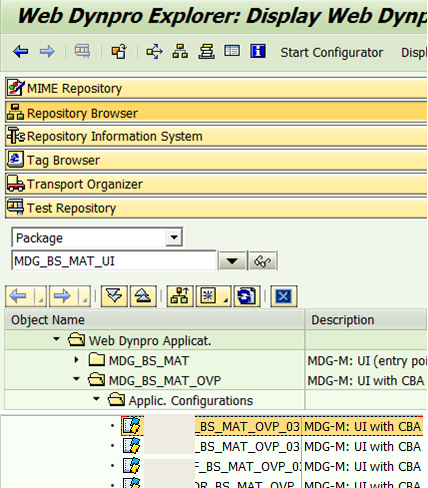 Web Dynpro Explorer: Display Web Dynp
Start Configurator Displ
MIME Repository
Repository Browser
Repository Information System
Tag Browser
Transport Organizer
Test Repository
Package
MDG_BS_MAT_UI
Object Name Description
Web Dynpro Applicat.
MDG_BS_MAT MDG-M: UI (entry poi
MDG_BS_MAT_OVP MDG-M: UI with CBA
Applic. Configurations
_BS_MAT_OVP_03 MDG-M: UI with CBA
_BS_MAT_OVP_03 MDG-M: UI with CBA
F_BS_MAT_OVP_0 MDG-M: UI with CBA
OR_BS_MAT_OVP MDG-M: UI with CBA